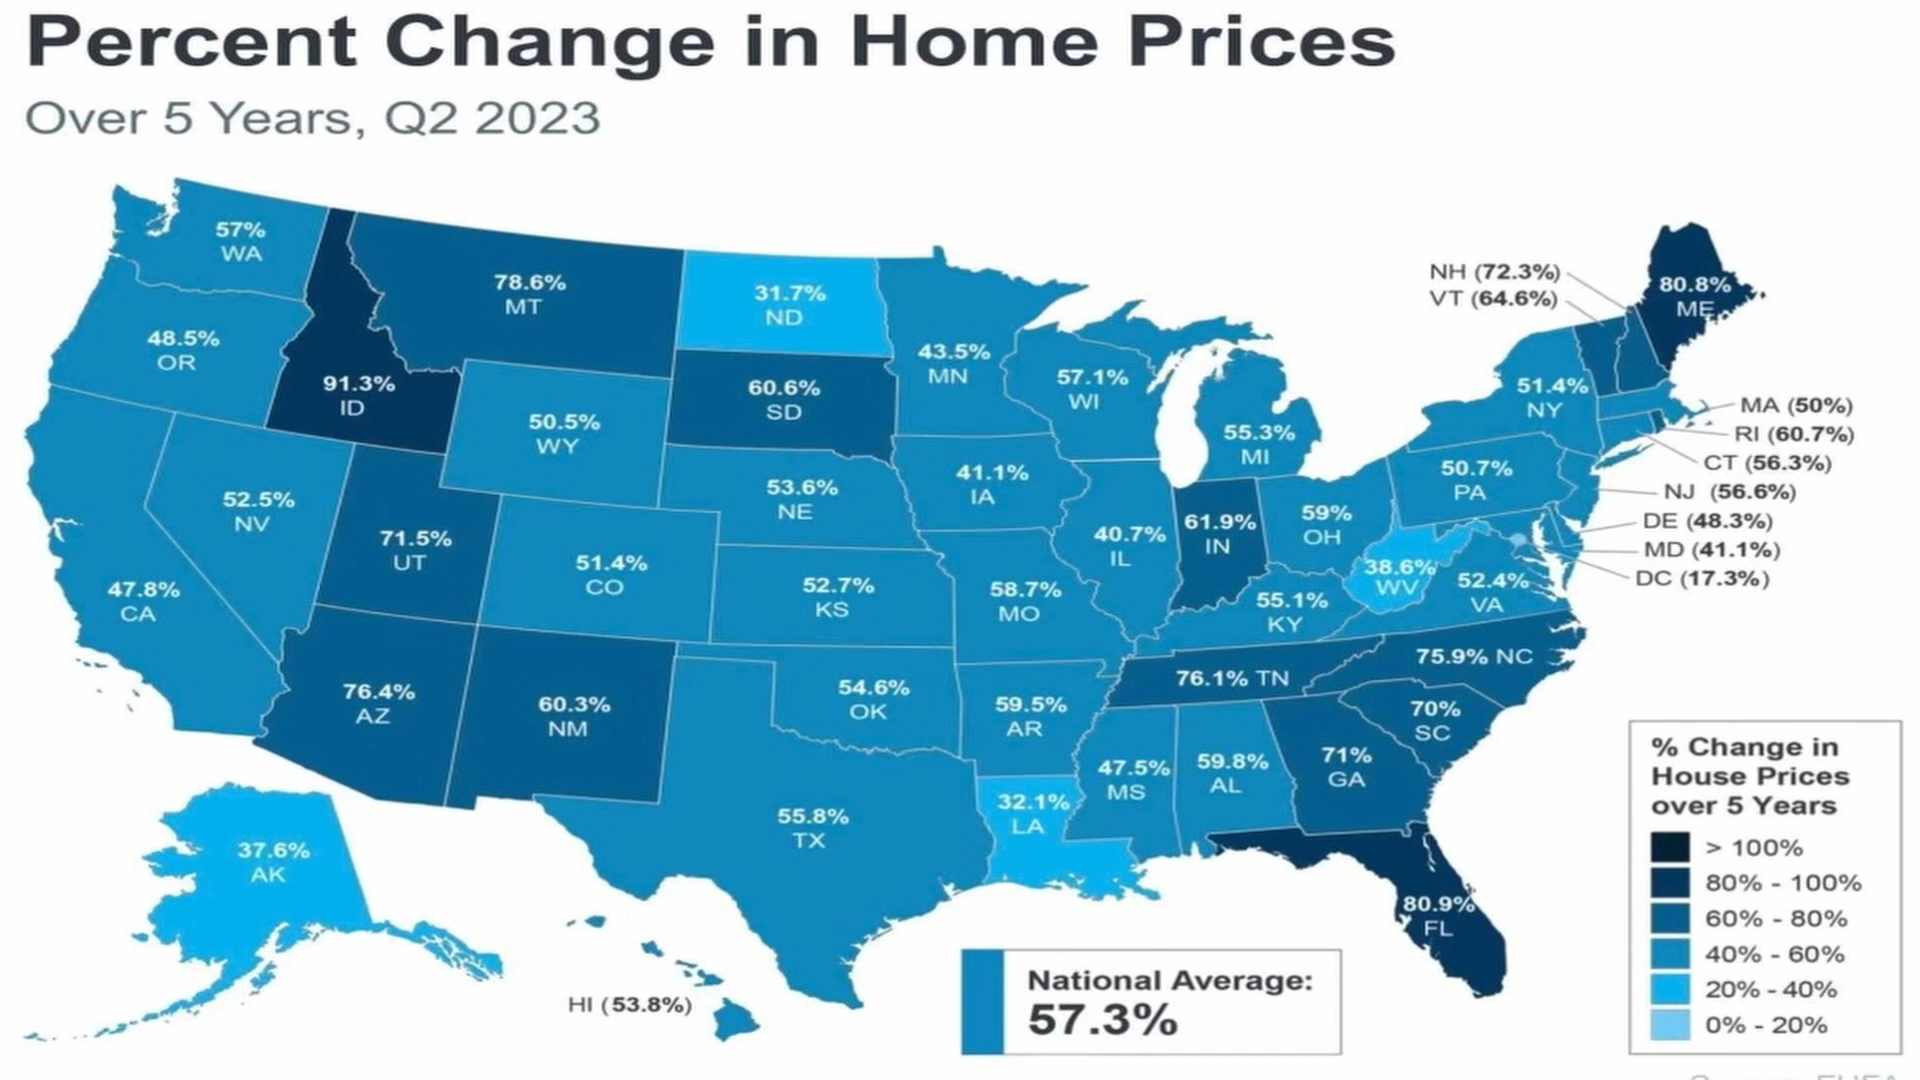 Percent Change in Home Prices
Over 5 Years, Q2 2023
57%
WA
48.5%
OR
91.3%
ID
78.6%
MT
31.7%
ND
43.5%
MN
57.1%
WI
55.3%
MI
NH (72.3%)
VT (64.6%)
80.8%
ME
51.4%
NY
MA (50%)
RI (60.7%)
CT (56.3%)
NJ (56.6%)
DE (48.3%)
MD (41.1%)
DC (17.3%)
60.6%
SD
50.5%
WY
52.5%
NV
47.8%
CA
71.5%
UT
51.4%
CO
53.6%
NE
41.1%
IA
40.7%
IL
61.9%
IN
59%
OH
50.7%
PA
38.6%
WV
52.4%
VA
55.1%
KY
52.7%
KS
58.7%
MO
76.4%
AZ
60.3%
NM
54.6%
OK
59.5%
AR
76.1% TN
75.9% NC
70%
SC
71%
GA
59.8%
AL
47.5%
MS
32.1%
LA
55.8%
TX
80.9%
FL
37.6%
AK
HI (53.8%)
National Average:
57.3%
% Change in
House Prices
over 5 Years
> 100%
80% - 100%
60% - 80%
40% - 60%
20% - 40%
0% - 20%